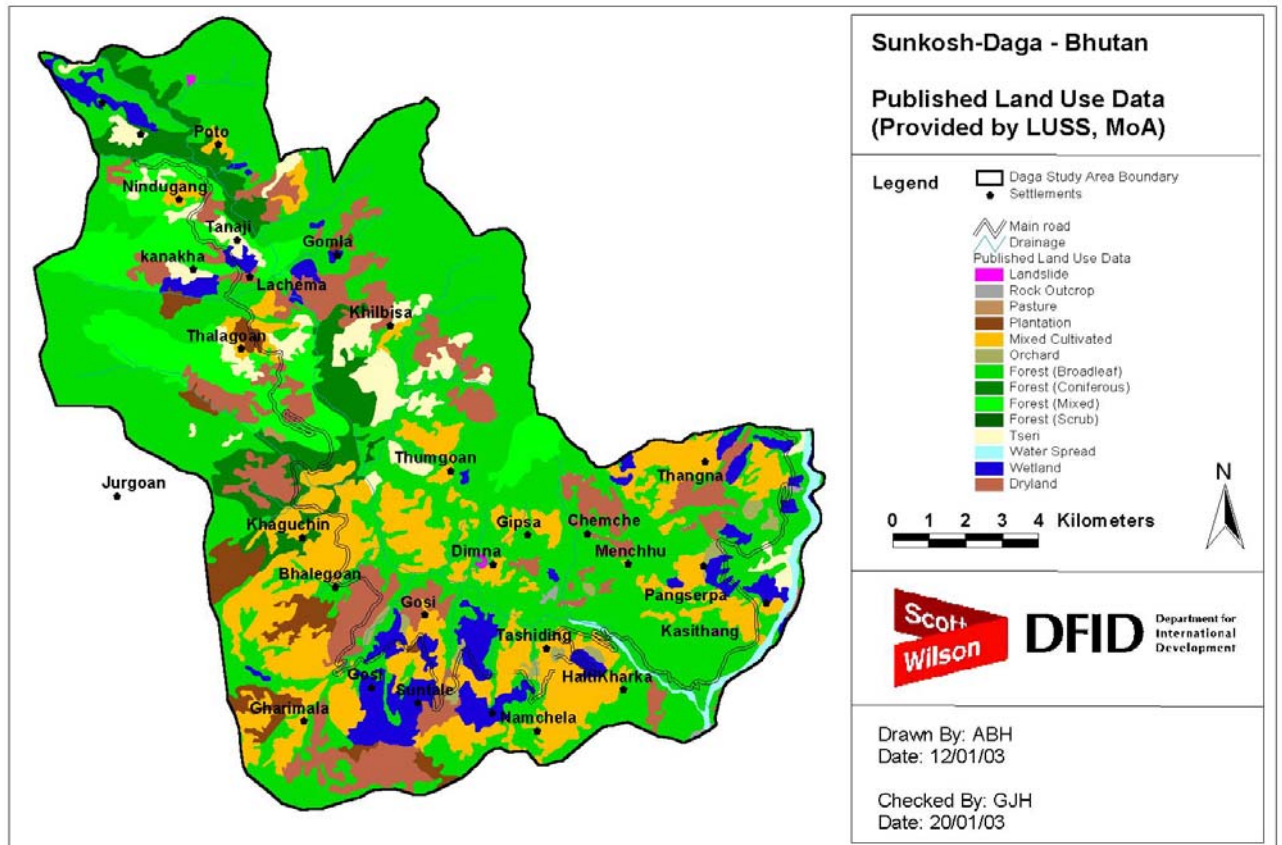 Sunkosh-Daga - Bhutan
Published Land Use Data
(Provided by LUSS, MoA)
Legend
Daga Study Area Boundary
Settlements
Main road
Drainage
Published Land Use Data
Landslide
Rock Outcrop
Pasture
Plantation
Mixed Cultivated
Orchard
Forest (Broadleaf)
Forest (Coniferous)
Forest (Mixed)
Forest (Scrub)
Tseri
Water Spread
Wetland
Dryland
N
0 1 2 3 4 Kilometers
Scott
Wilson
DFID
Department for
International
Development
Drawn By: ABH
Date: 12/01/03
Checked By: GJH
Date: 20/01/03
Poto
Nindugang
Tanaji
kanakha
Gomla
Lachema
Khilbisa
Thalagoan
Thumgoan
Thangna
Jurgoan
Khaguchin
Gipsa
Chemche
Dimna
Menchhu
Bhalegoan
Pangserpa
Gosi
Kasithang
Tashiding
Gosi
Suntale
HaltiKharka
Gharimala
Namchela